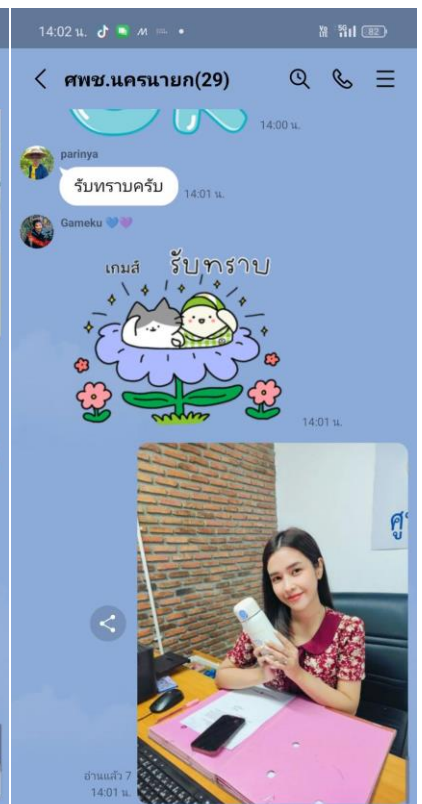 14:02 น.
5G
82
ศพช.นครนายก(29)
14:00 น.
parinya
รับทราบครับ
14:01 น.
Gameku
เกมส์ รับทราบ
14:01 น.
อ่านแล้ว 7
14:01 น.